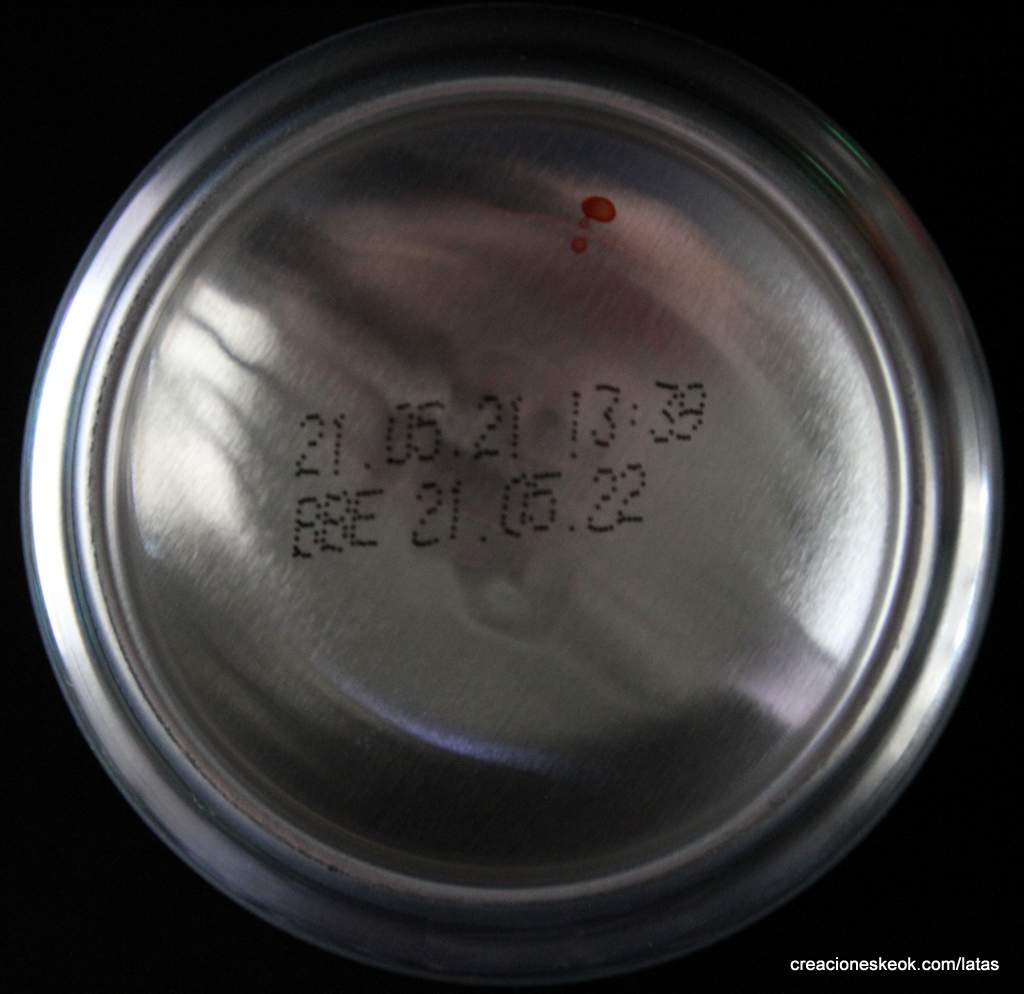 21.05.21 13:39
BBE 21.05.22
creacioneskeok.com/latas